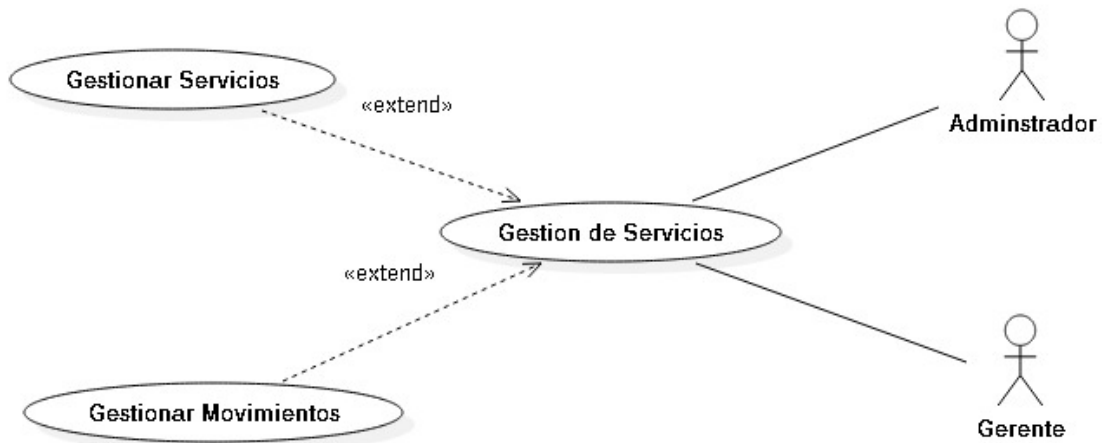 Gestionar Servicios
«extend»
Adminstrador
Gestion de Servicios
«extend»
Gestionar Movimientos
Gerente